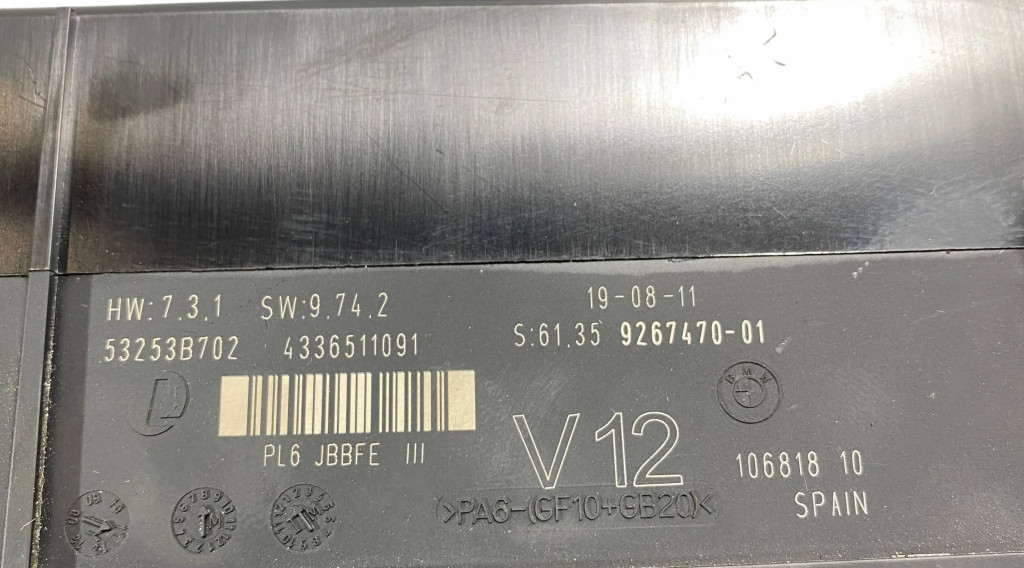 HW:7.3.1 SW:9.74.2 19-08-11
53253B702 4336511091 S:61.35 9267470-01
BMW
PL6 JBBFE III
V12
106818 10
>PA6-(GF10+GB20)<
SPAIN